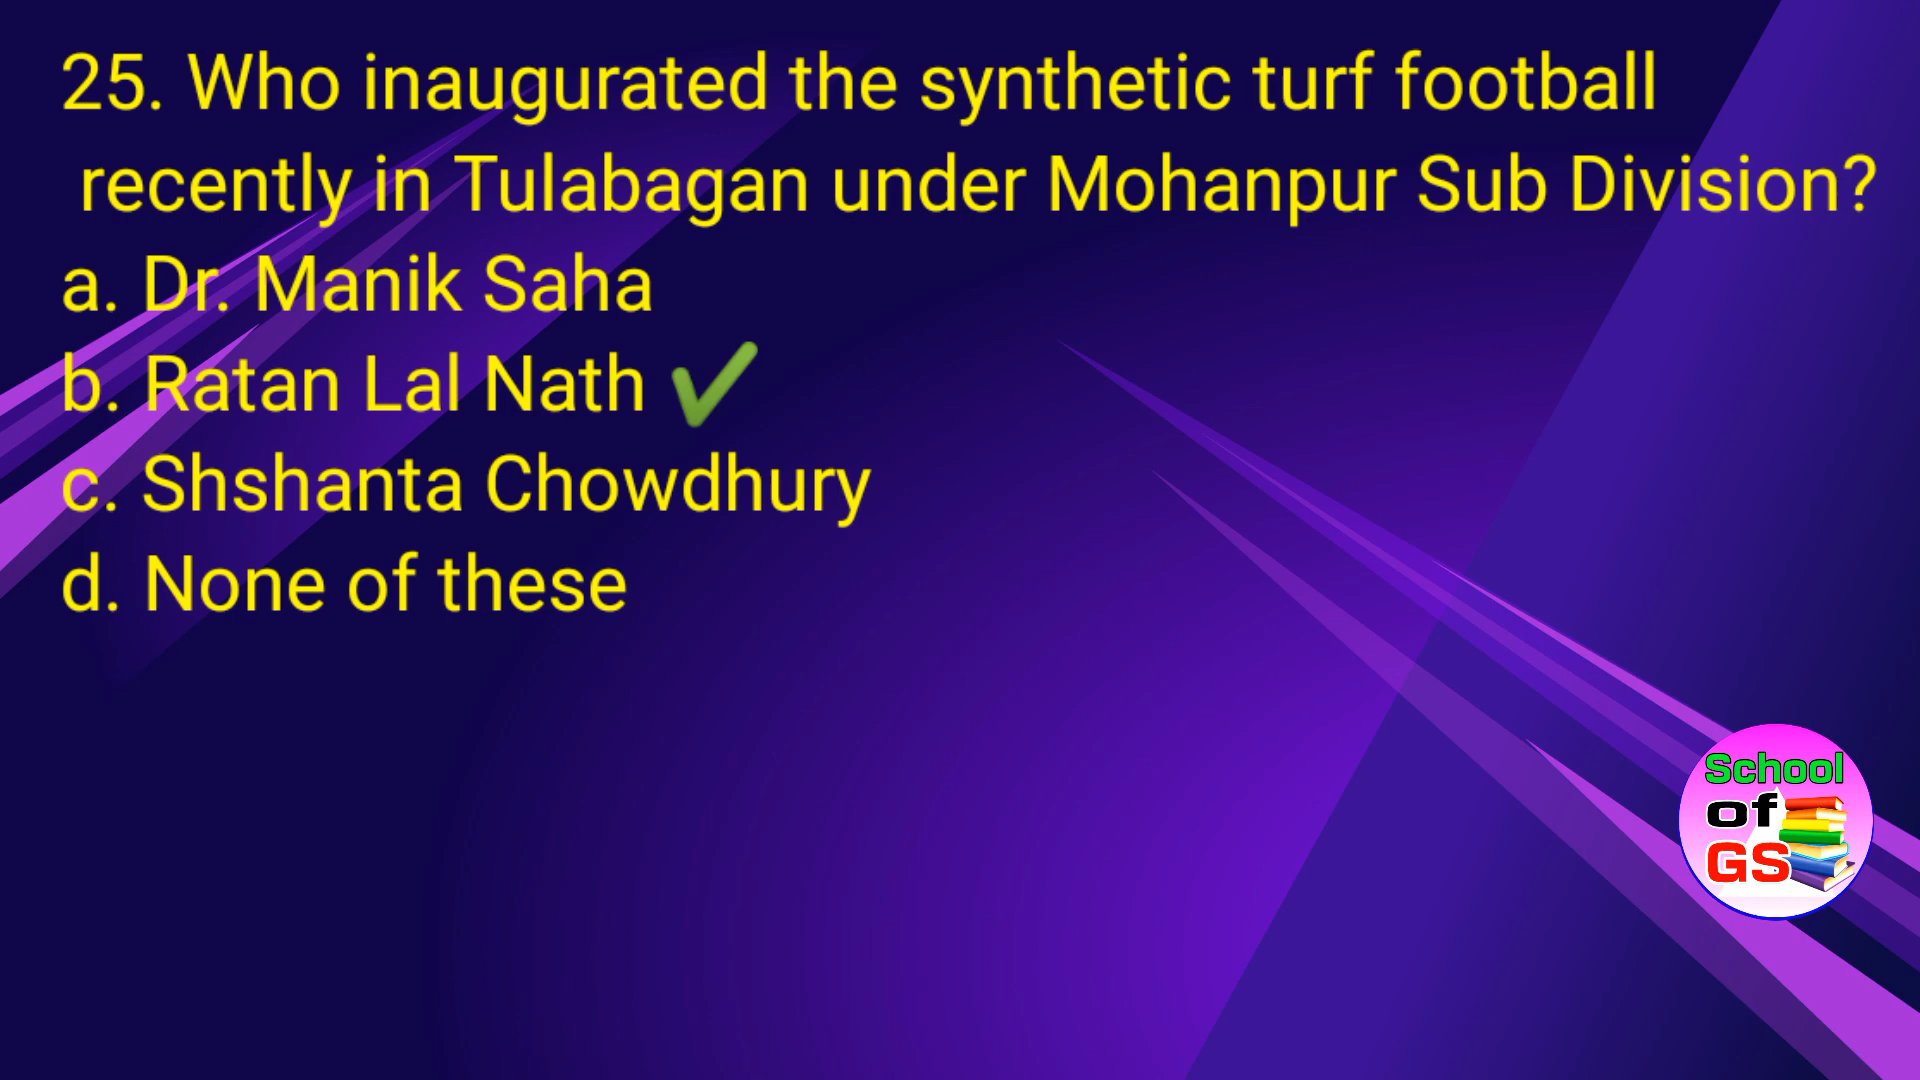 25. Who inaugurated the synthetic turf football
recently in Tulabagan under Mohanpur Sub Division?
a. Dr. Manik Saha
b. Ratan Lal Nath ✔
c. Shshanta Chowdhury
d. None of these
School
of
GS